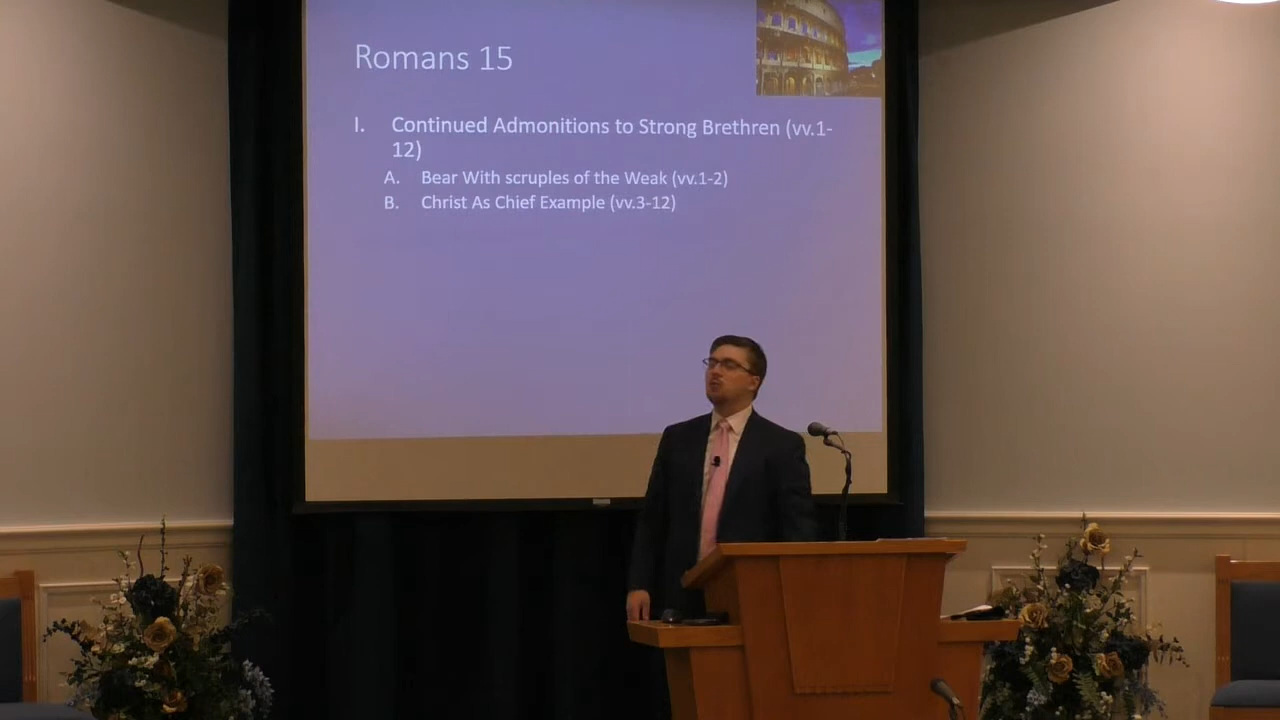 Romans 15
I. Continued Admonitions to Strong Brethren (vv.1-
12)
A. Bear With scruples of the Weak (vv.1-2)
B. Christ As Chief Example (vv.3-12)